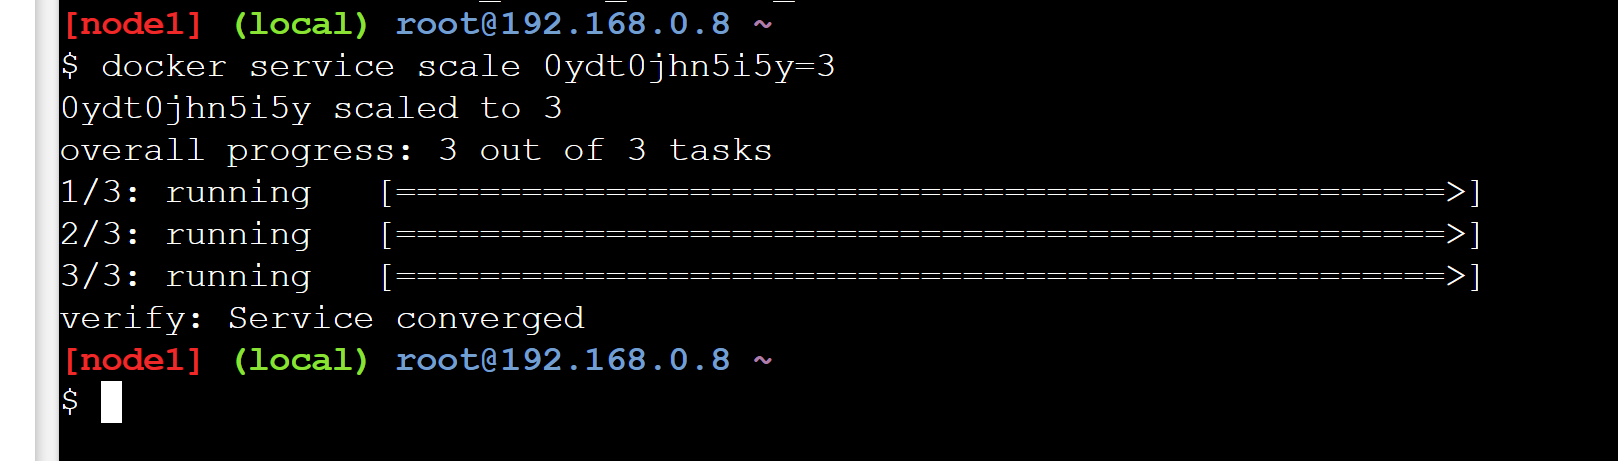 [node1] (local) root@192.168.0.8 ~
$ docker service scale 0ydt0jhn5i5y=3
0ydt0jhn5i5y scaled to 3
overall progress: 3 out of 3 tasks
1/3: running   [==================================================>]
2/3: running   [==================================================>]
3/3: running   [==================================================>]
verify: Service converged
[node1] (local) root@192.168.0.8 ~
$